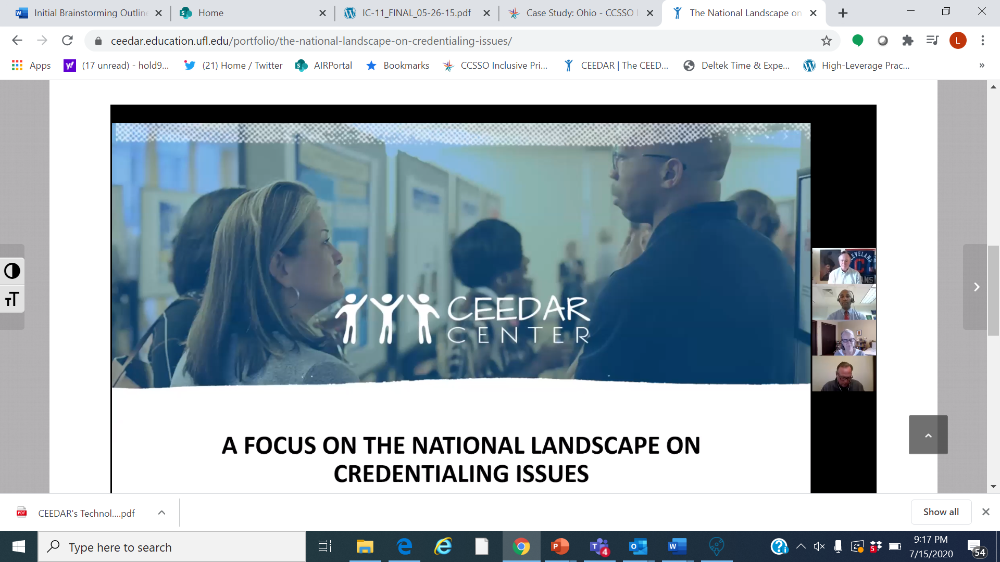 Initial Brainstorming Outline
Home
IC-11_FINAL_05-26-15.pdf
Case Study: Ohio - CCSSO I
The National Landscape on
ceedar.education.ufl.edu/portfolio/the-national-landscape-on-credentialing-issues/
L
Apps
(17 unread) - hold9...
(21) Home / Twitter
AIRPortal
Bookmarks
CCSSO Inclusive Pri...
CEEDAR | The CEED...
Deltek Time & Expe...
High-Leverage Prac...
»
CLEVELAND
C
CEEDAR
CENTER
A FOCUS ON THE NATIONAL LANDSCAPE ON
CREDENTIALING ISSUES
TT
PDF
CEEDAR's Technol....pdf
Show all
Type here to search
4
5
9:17 PM
7/15/2020
54